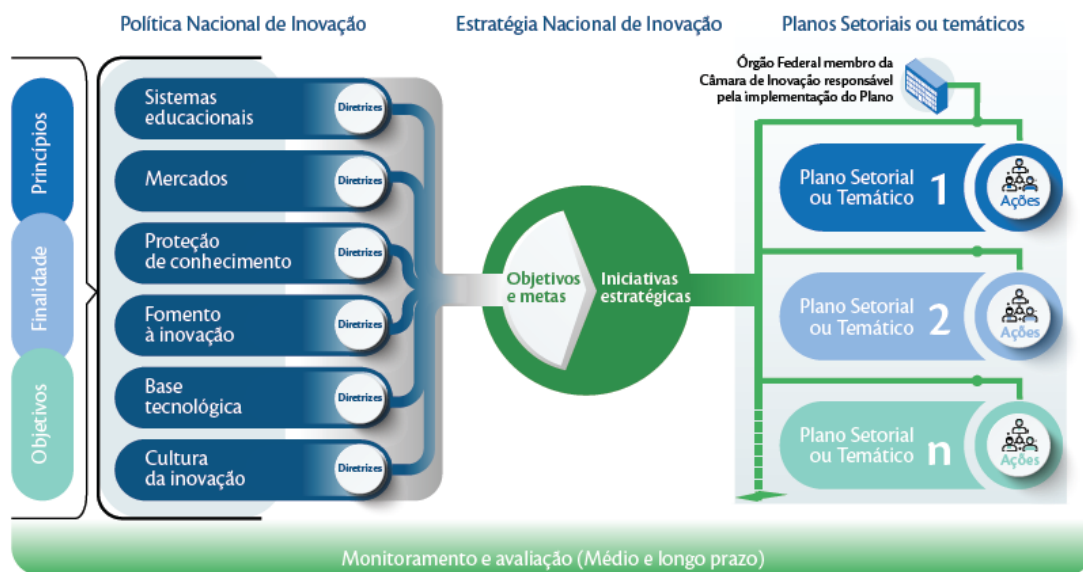 Política Nacional de Inovação
Estratégia Nacional de Inovação
Planos Setoriais ou temáticos
Princípios
Finalidade
Objetivos
Sistemas
educacionais
Diretrizes
Mercados
Diretrizes
Proteção
de conhecimento
Diretrizes
Fomento
à inovação
Diretrizes
Base
tecnológica
Diretrizes
Cultura
da inovação
Diretrizes
Objetivos
e metas
Iniciativas
estratégicas
Órgão Federal membro da
Câmara de Inovação responsável
pela implementação do Plano
Plano Setorial
ou Temático
1
Ações
Plano Setorial
ou Temático
2
Ações
Plano Setorial
ou Temático
n
Ações
Monitoramento e avaliação (Médio e longo prazo)